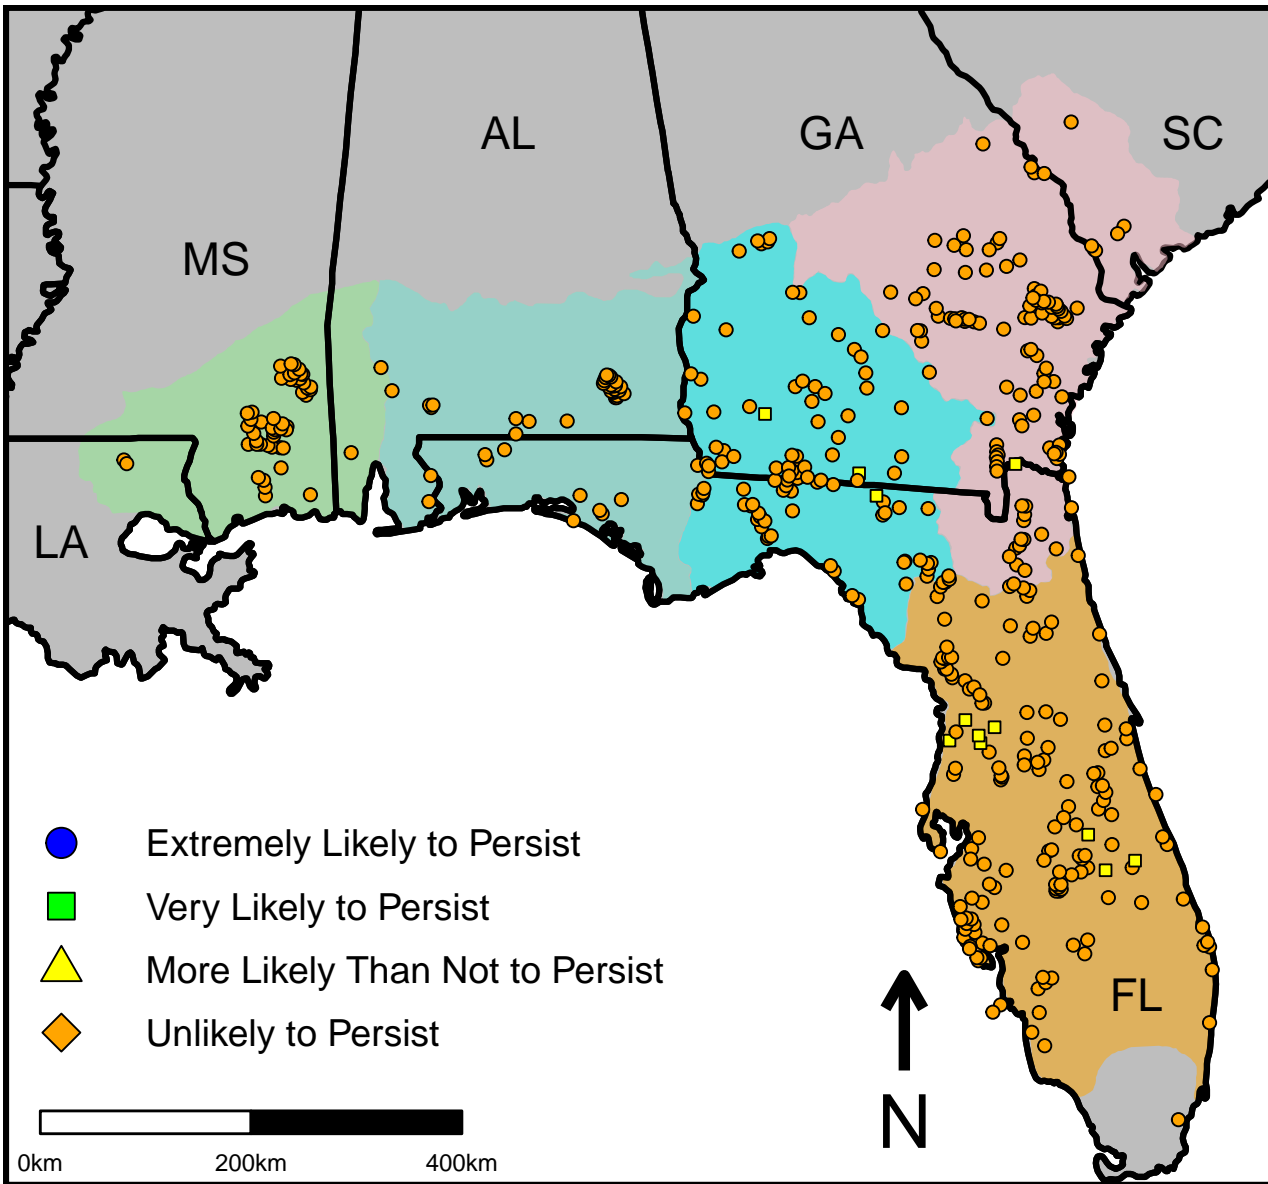 AL
GA
SC
MS
LA
Extremely Likely to Persist
Very Likely to Persist
More Likely Than Not to Persist
Unlikely to Persist
FL
N
0km 200km 400km